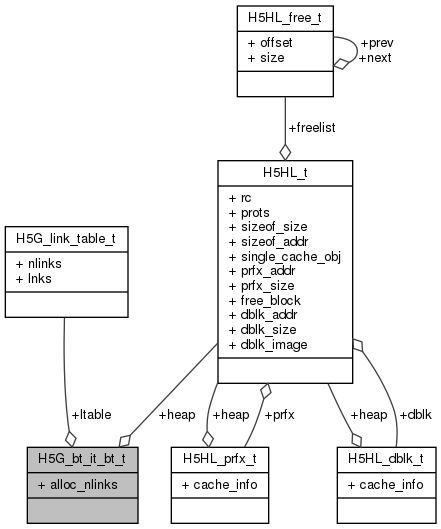 H5HL_free_t
+ offset
+ size
+prev
+next
+freelist
H5HL_t
+ rc
+ prots
+ sizeof_size
+ sizeof_addr
+ single_cache_obj
+ prfx_addr
+ prfx_size
+ free_block
+ dblk_addr
+ dblk_size
+ dblk_image
H5G_link_table_t
+ nlinks
+ lnks
+ltable
+heap
+heap
+prfx
+heap
+dblk
H5G_bt_it_bt_t
+ alloc_nlinks
H5HL_prfx_t
+ cache_info
H5HL_dblk_t
+ cache_info